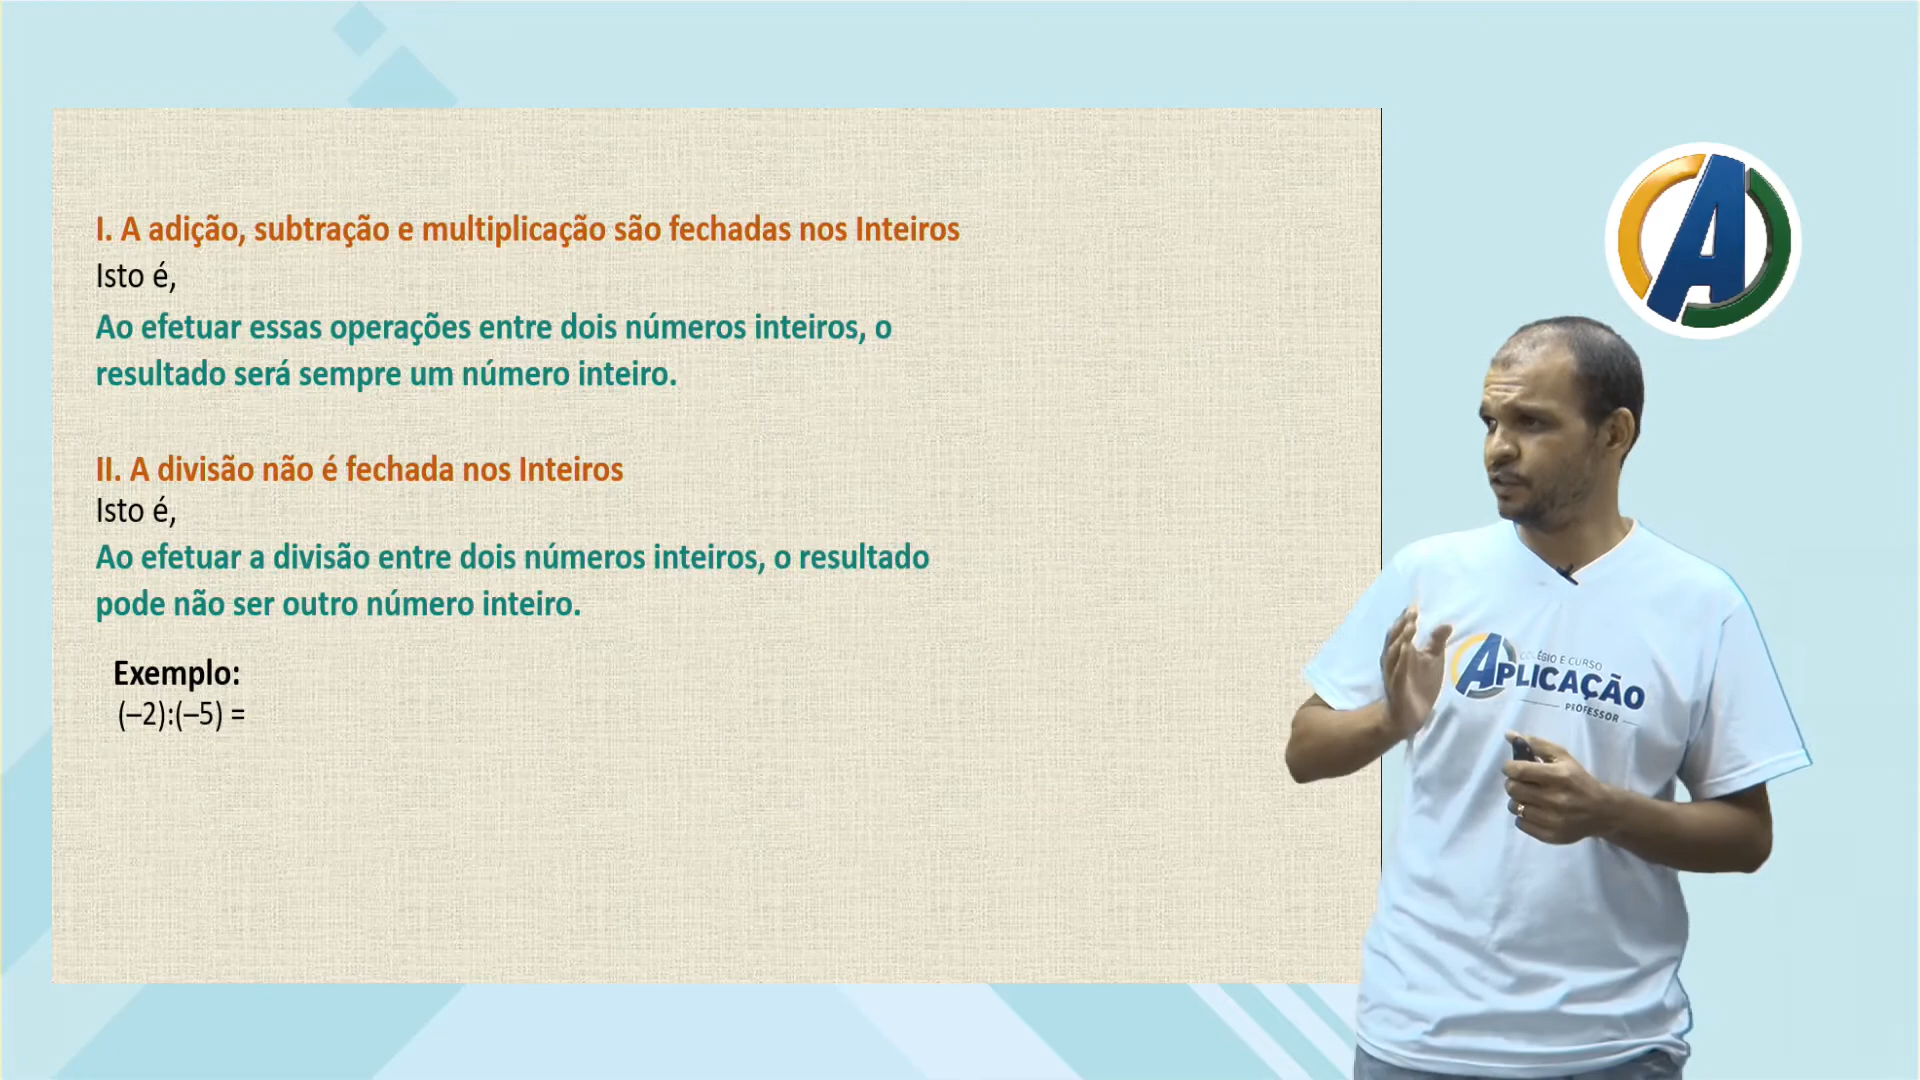 I. A adição, subtração e multiplicação são fechadas nos Inteiros
Isto é,
Ao efetuar essas operações entre dois números inteiros, o
resultado será sempre um número inteiro.
II. A divisão não é fechada nos Inteiros
Isto é,
Ao efetuar a divisão entre dois números inteiros, o resultado
pode não ser outro número inteiro.
Exemplo:
(–2):(–5) =
A
COLÉGIO E CURSO
APLICAÇÃO
PROFESSOR